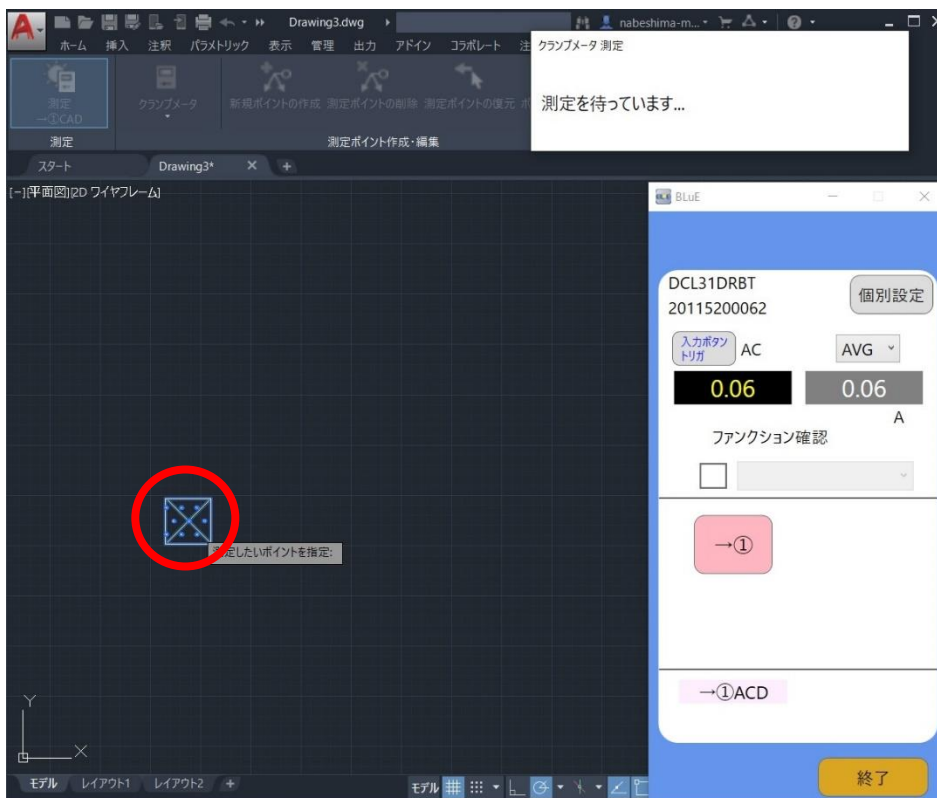 Drawing3.dwg
nabeshima-m...
ホーム 挿入 注釈 パラメトリック 表示 管理 出力 アドイン コラボレート 注
クランプメータ 測定
測定を待っています...
測定 →①CAD
クランプメータ
新規ポイントの作成 測定ポイントの削除 測定ポイントの復元 ポ
測定
測定ポイント作成・編集
スタート
Drawing3*
[-][平面図][2D ワイヤフレーム]
BLuE
DCL31DRBT
20115200062
個別設定
入力ボタン
トリガ
AC
AVG
0.06
0.06
A
ファンクション確認
測定したいポイントを指定:
→①
→①ACD
Y
X
終了
モデル レイアウト1 レイアウト2 +
モデル